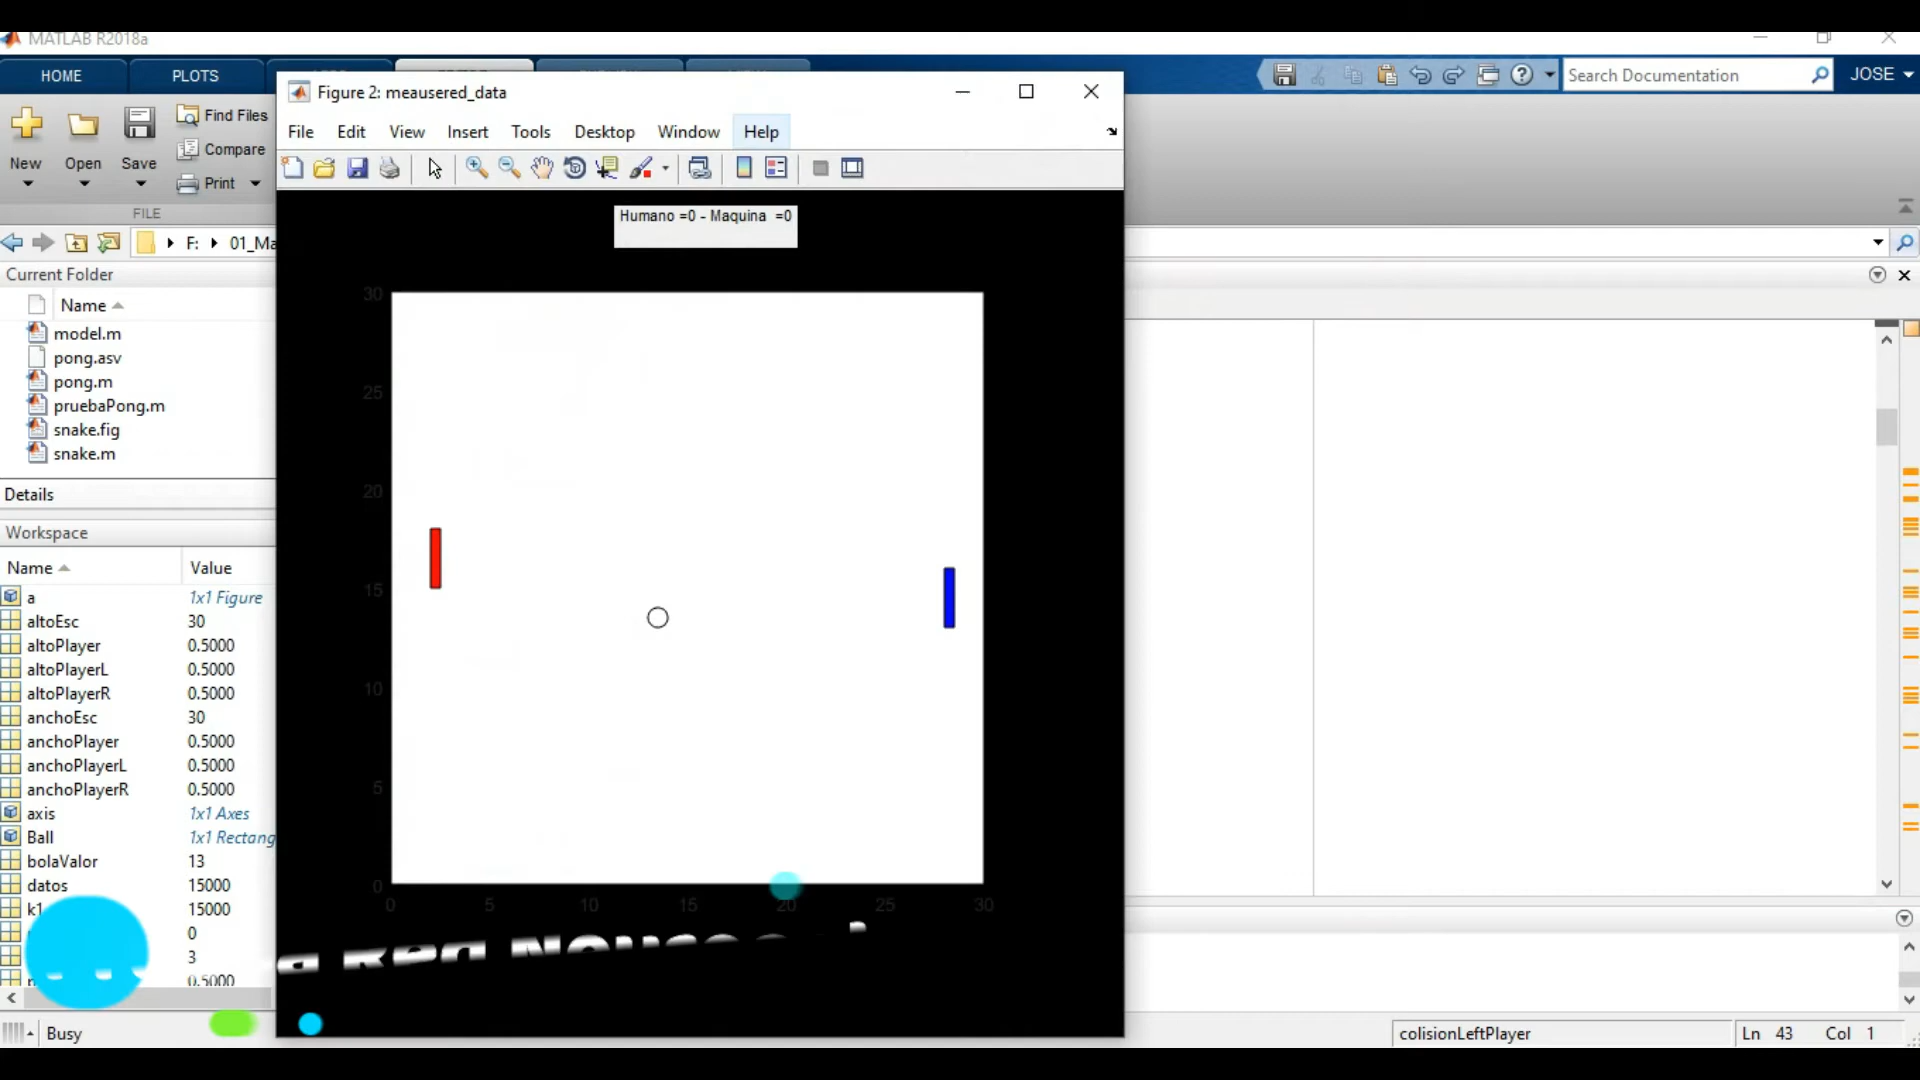 MATLAB R2018a
HOME
PLOTS
Search Documentation
JOSE
New
Open
Save
Find Files
Compare
Print
FILE
F:
01_Ma
Figure 2: meausered_data
File Edit View Insert Tools Desktop Window Help
Humano =0 - Maquina =0
30
25
20
15
10
5
0
0 5 10 15 20 25 30
Current Folder
Name
model.m
pong.asv
pong.m
pruebaPong.m
snake.fig
snake.m
Details
Workspace
Name Value
a 1x1 Figure
altoEsc 30
altoPlayer 0.5000
altoPlayerL 0.5000
altoPlayerR 0.5000
anchoEsc 30
anchoPlayer 0.5000
anchoPlayerL 0.5000
anchoPlayerR 0.5000
axis 1x1 Axes
Ball 1x1 Rectang
bolaValor 13
datos 15000
k1 15000
0
3
0.5000
Busy
colisionLeftPlayer
Ln 43 Col 1